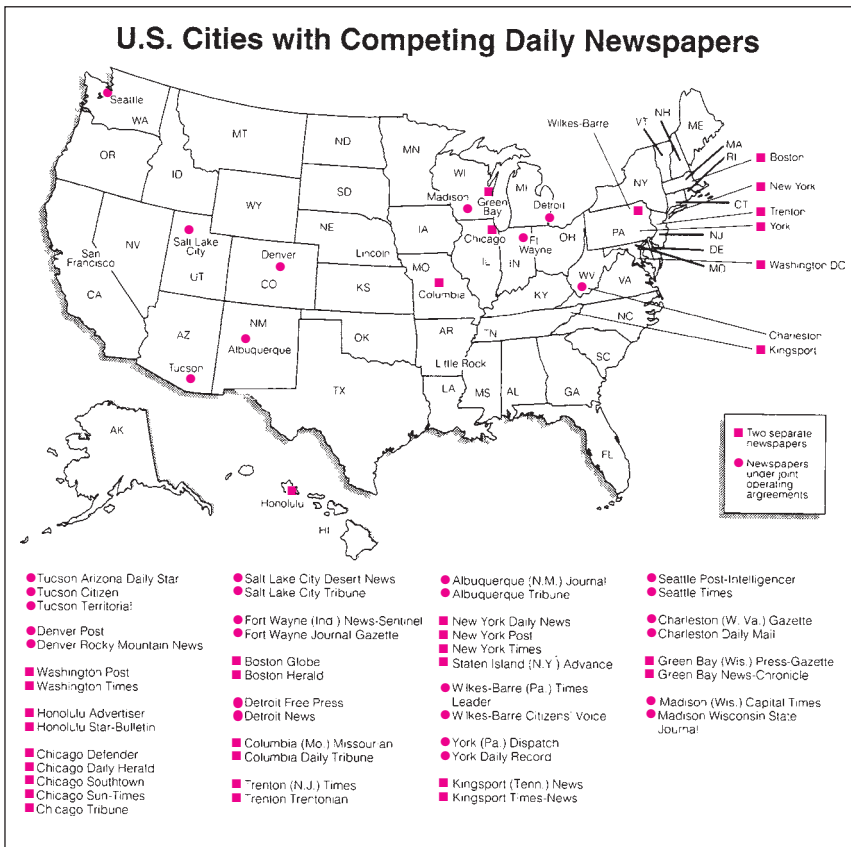 U.S. Cities with Competing Daily Newspapers
Seattle
WA
OR
ID
MT
ND
MN
SD
WY
NV
San
Francisco
CA
Salt Lake
City
UT
Denver
CO
NE
Lincoln
KS
IA
MO
Columbia
WI
Madison
Green
Bay
MI
Detroit
Chicago
IL
IN
Ft
Wayne
OH
KY
WV
VA
NC
SC
TN
AR
Little Rock
LA
MS
AL
GA
FL
AZ
Tucson
NM
Albuquerque
OK
TX
AK
Honolulu
HI
Wilkes-Barre
VT
NH
ME
MA
RI
NY
CT
PA
NJ
DE
MD
Boston
New York
Trenton
York
Washington DC
Charleston
Kingsport
Two separate
newspapers
Newspapers
under joint
operating
argreements
Tucson Arizona Daily Star
Tucson Citizen
Tucson Territorial
Denver Post
Denver Rocky Mountain News
Washington Post
Washington Times
Honolulu Advertiser
Honolulu Star-Bulletin
Chicago Defender
Chicago Daily Herald
Chicago Southtown
Chicago Sun-Times
Chicago Tribune
Salt Lake City Desert News
Salt Lake City Tribune
Fort Wayne (Ind.) News-Sentinel
Fort Wayne Journal Gazette
Boston Globe
Boston Herald
Detroit Free Press
Detroit News
Columbia (Mo.) Missourian
Columbia Daily Tribune
Trenton (N.J.) Times
Trenton Trentonian
Albuquerque (N.M.) Journal
Albuquerque Tribune
New York Daily News
New York Post
New York Times
Staten Island (N.Y.) Advance
Wilkes-Barre (Pa.) Times
Leader
Wilkes-Barre Citizens' Voice
York (Pa.) Dispatch
York Daily Record
Kingsport (Tenn.) News
Kingsport Times-News
Seattle Post-Intelligencer
Seattle Times
Charleston (W. Va.) Gazette
Charleston Daily Mail
Green Bay (Wis.) Press-Gazette
Green Bay News-Chronicle
Madison (Wis.) Capital Times
Madison Wisconsin State
Journal